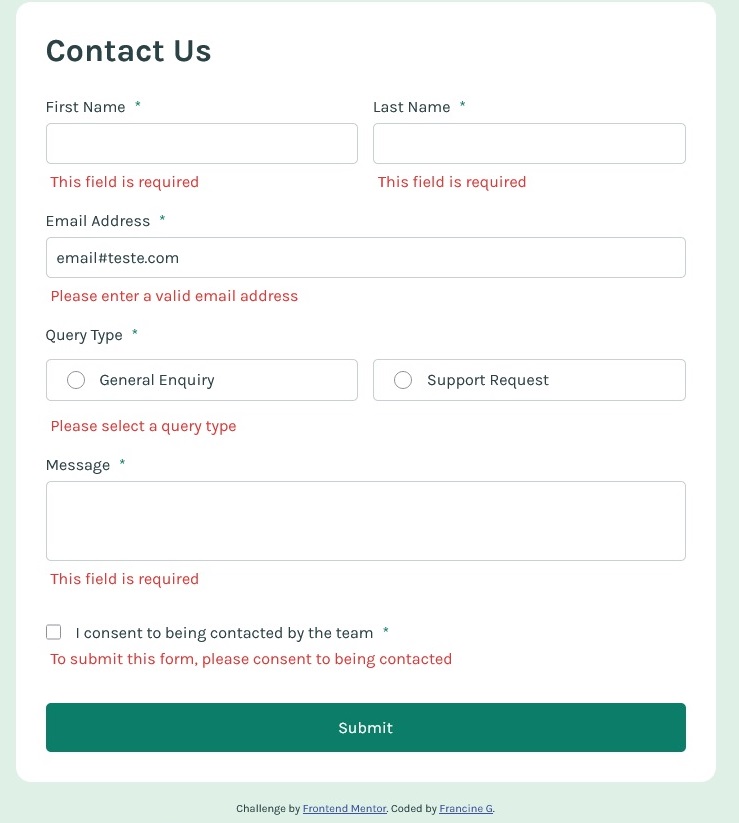 Contact Us
First Name * Last Name *
This field is required This field is required
Email Address *
email#teste.com
Please enter a valid email address
Query Type *
General Enquiry Support Request
Please select a query type
Message *
This field is required
I consent to being contacted by the team *
To submit this form, please consent to being contacted
Submit
Challenge by Frontend Mentor. Coded by Francine G.